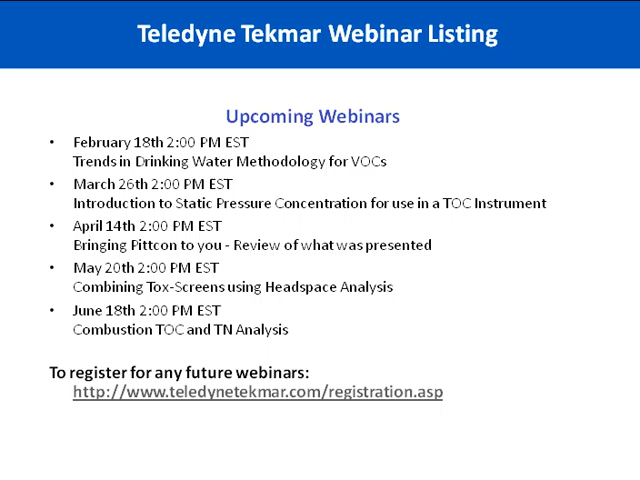 Teledyne Tekmar Webinar Listing
Upcoming Webinars
• February 18th 2:00 PM EST
Trends in Drinking Water Methodology for VOCs
• March 26th 2:00 PM EST
Introduction to Static Pressure Concentration for use in a TOC Instrument
• April 14th 2:00 PM EST
Bringing Pittcon to you - Review of what was presented
• May 20th 2:00 PM EST
Combining Tox-Screens using Headspace Analysis
• June 18th 2:00 PM EST
Combustion TOC and TN Analysis
To register for any future webinars:
http://www.teledynetekmar.com/registration.asp